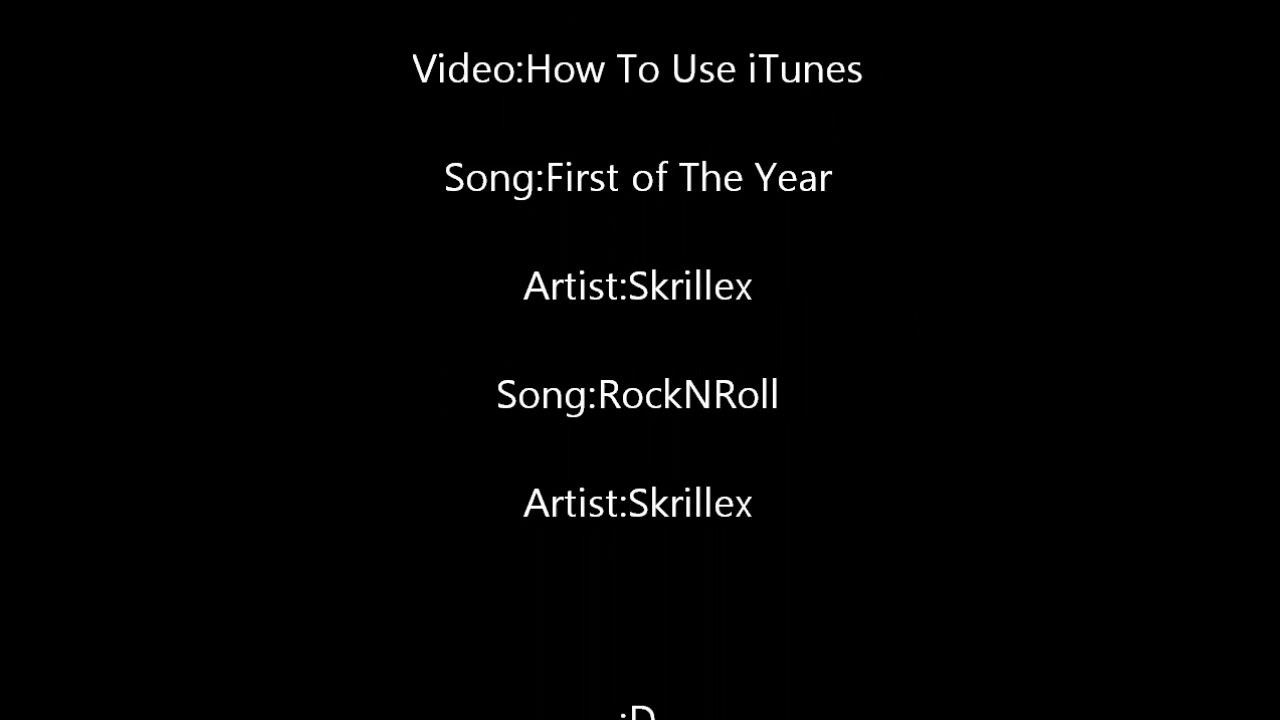 Video:How To Use iTunes
Song:First of The Year
Artist:Skrillex
Song:RockNRoll
Artist:Skrillex
:D